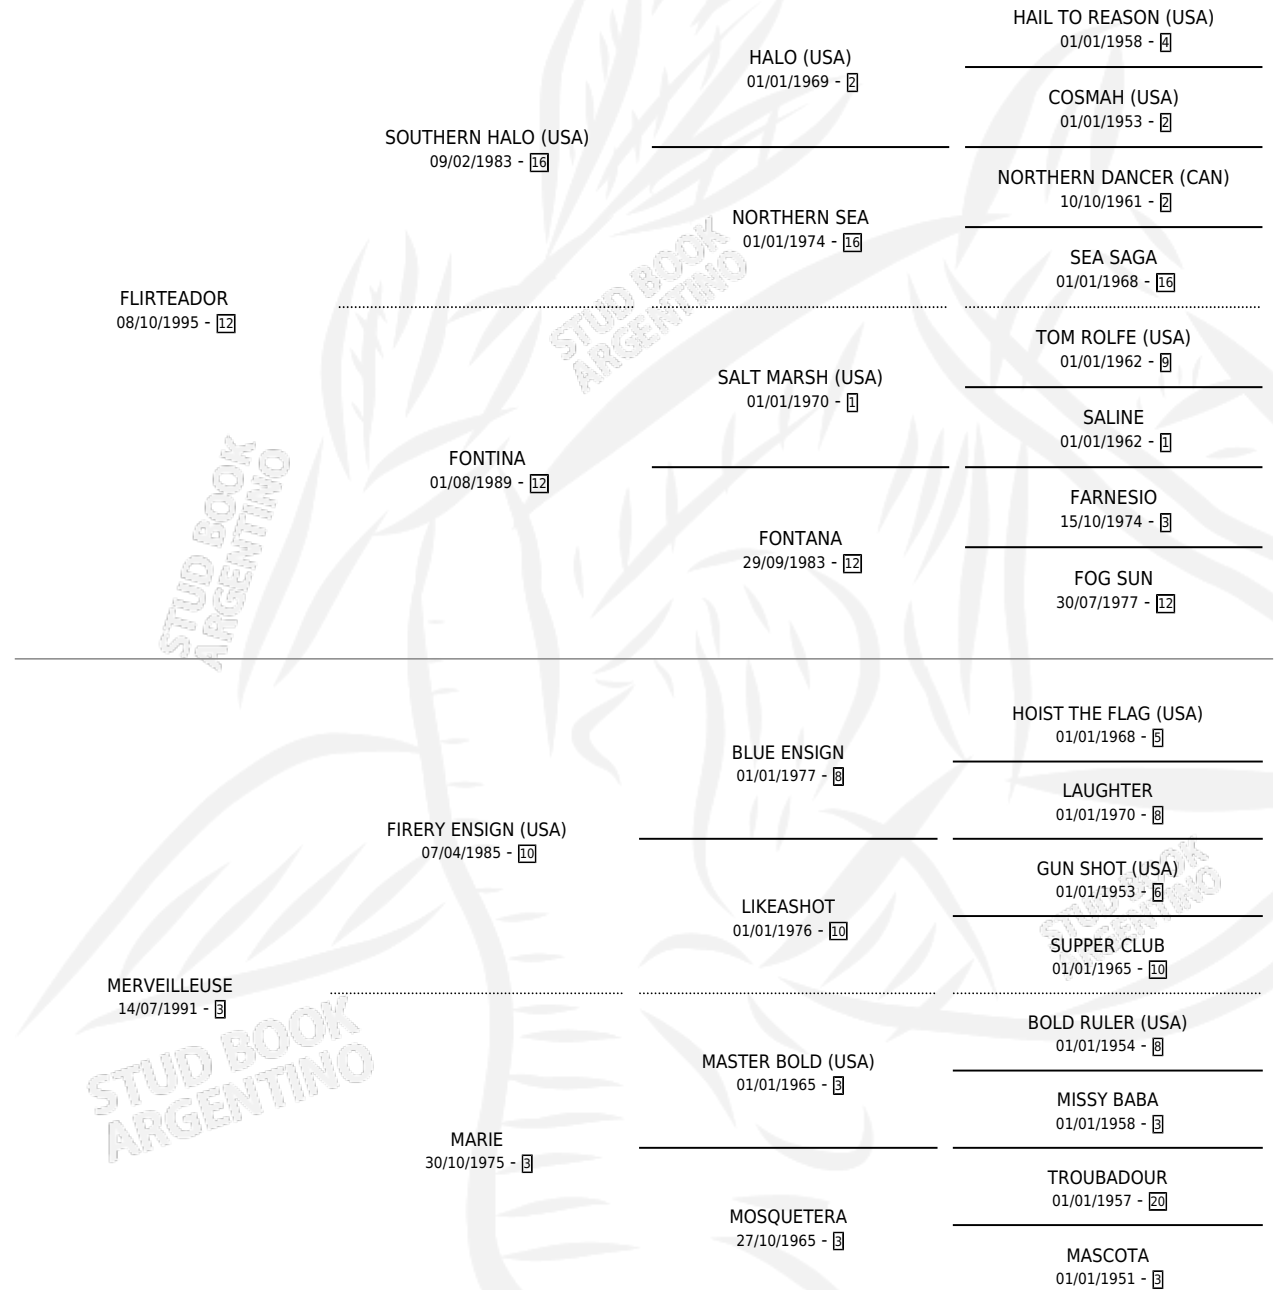 HAIL TO REASON (USA)
01/01/1958 - 4
HALO (USA)
01/01/1969 - 2
COSMAH (USA)
01/01/1953 - 2
SOUTHERN HALO (USA)
09/02/1983 - 16
NORTHERN DANCER (CAN)
10/10/1961 - 2
NORTHERN SEA
01/01/1974 - 16
SEA SAGA
01/01/1968 - 16
FLIRTEADOR
08/10/1995 - 12
TOM ROLFE (USA)
01/01/1962 - 9
SALT MARSH (USA)
01/01/1970 - 1
SALINE
01/01/1962 - 1
FONTINA
01/08/1989 - 12
FARNESIO
15/10/1974 - 3
FONTANA
29/09/1983 - 12
FOG SUN
30/07/1977 - 12
HOIST THE FLAG (USA)
01/01/1968 - 5
BLUE ENSIGN
01/01/1977 - 8
LAUGHTER
01/01/1970 - 8
FIRERY ENSIGN (USA)
07/04/1985 - 10
GUN SHOT (USA)
01/01/1953 - 6
LIKEASHOT
01/01/1976 - 10
SUPPER CLUB
01/01/1965 - 10
MERVEILLEUSE
14/07/1991 - 3
BOLD RULER (USA)
01/01/1954 - 8
MASTER BOLD (USA)
01/01/1965 - 3
MISSY BABA
01/01/1958 - 3
MARIE
30/10/1975 - 3
TROUBADOUR
01/01/1957 - 20
MOSQUETERA
27/10/1965 - 3
MASCOTA
01/01/1951 - 3
STUD BOOK
ARGENTINO
STUD BOOK
ARGENTINO
STUD BOOK
ARGENTINO
STUD BOOK
ARGENTINO